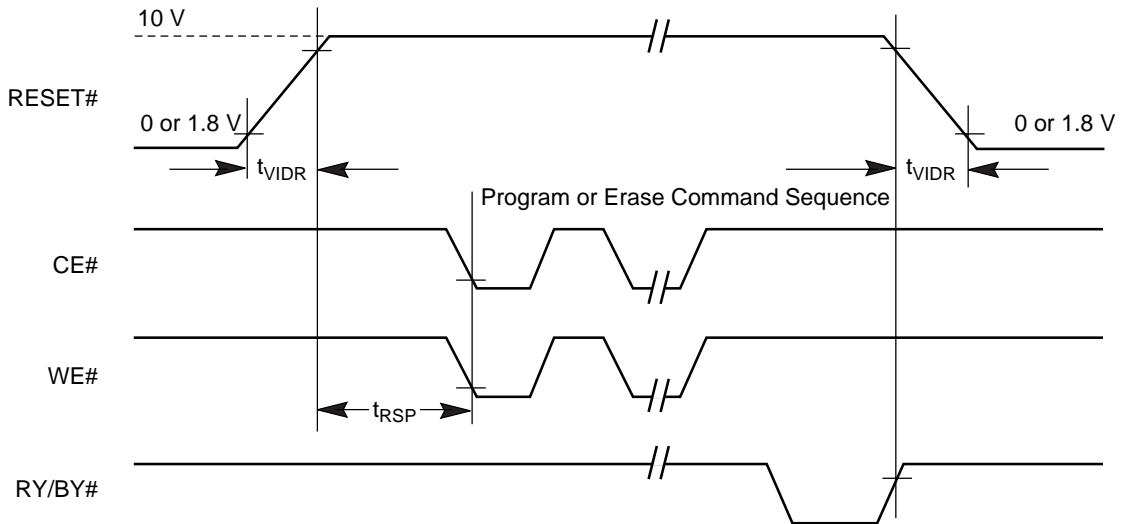 10 V
RESET#
0 or 1.8 V
0 or 1.8 V
tVIDR
tVIDR
Program or Erase Command Sequence
CE#
WE#
tRSP
RY/BY#